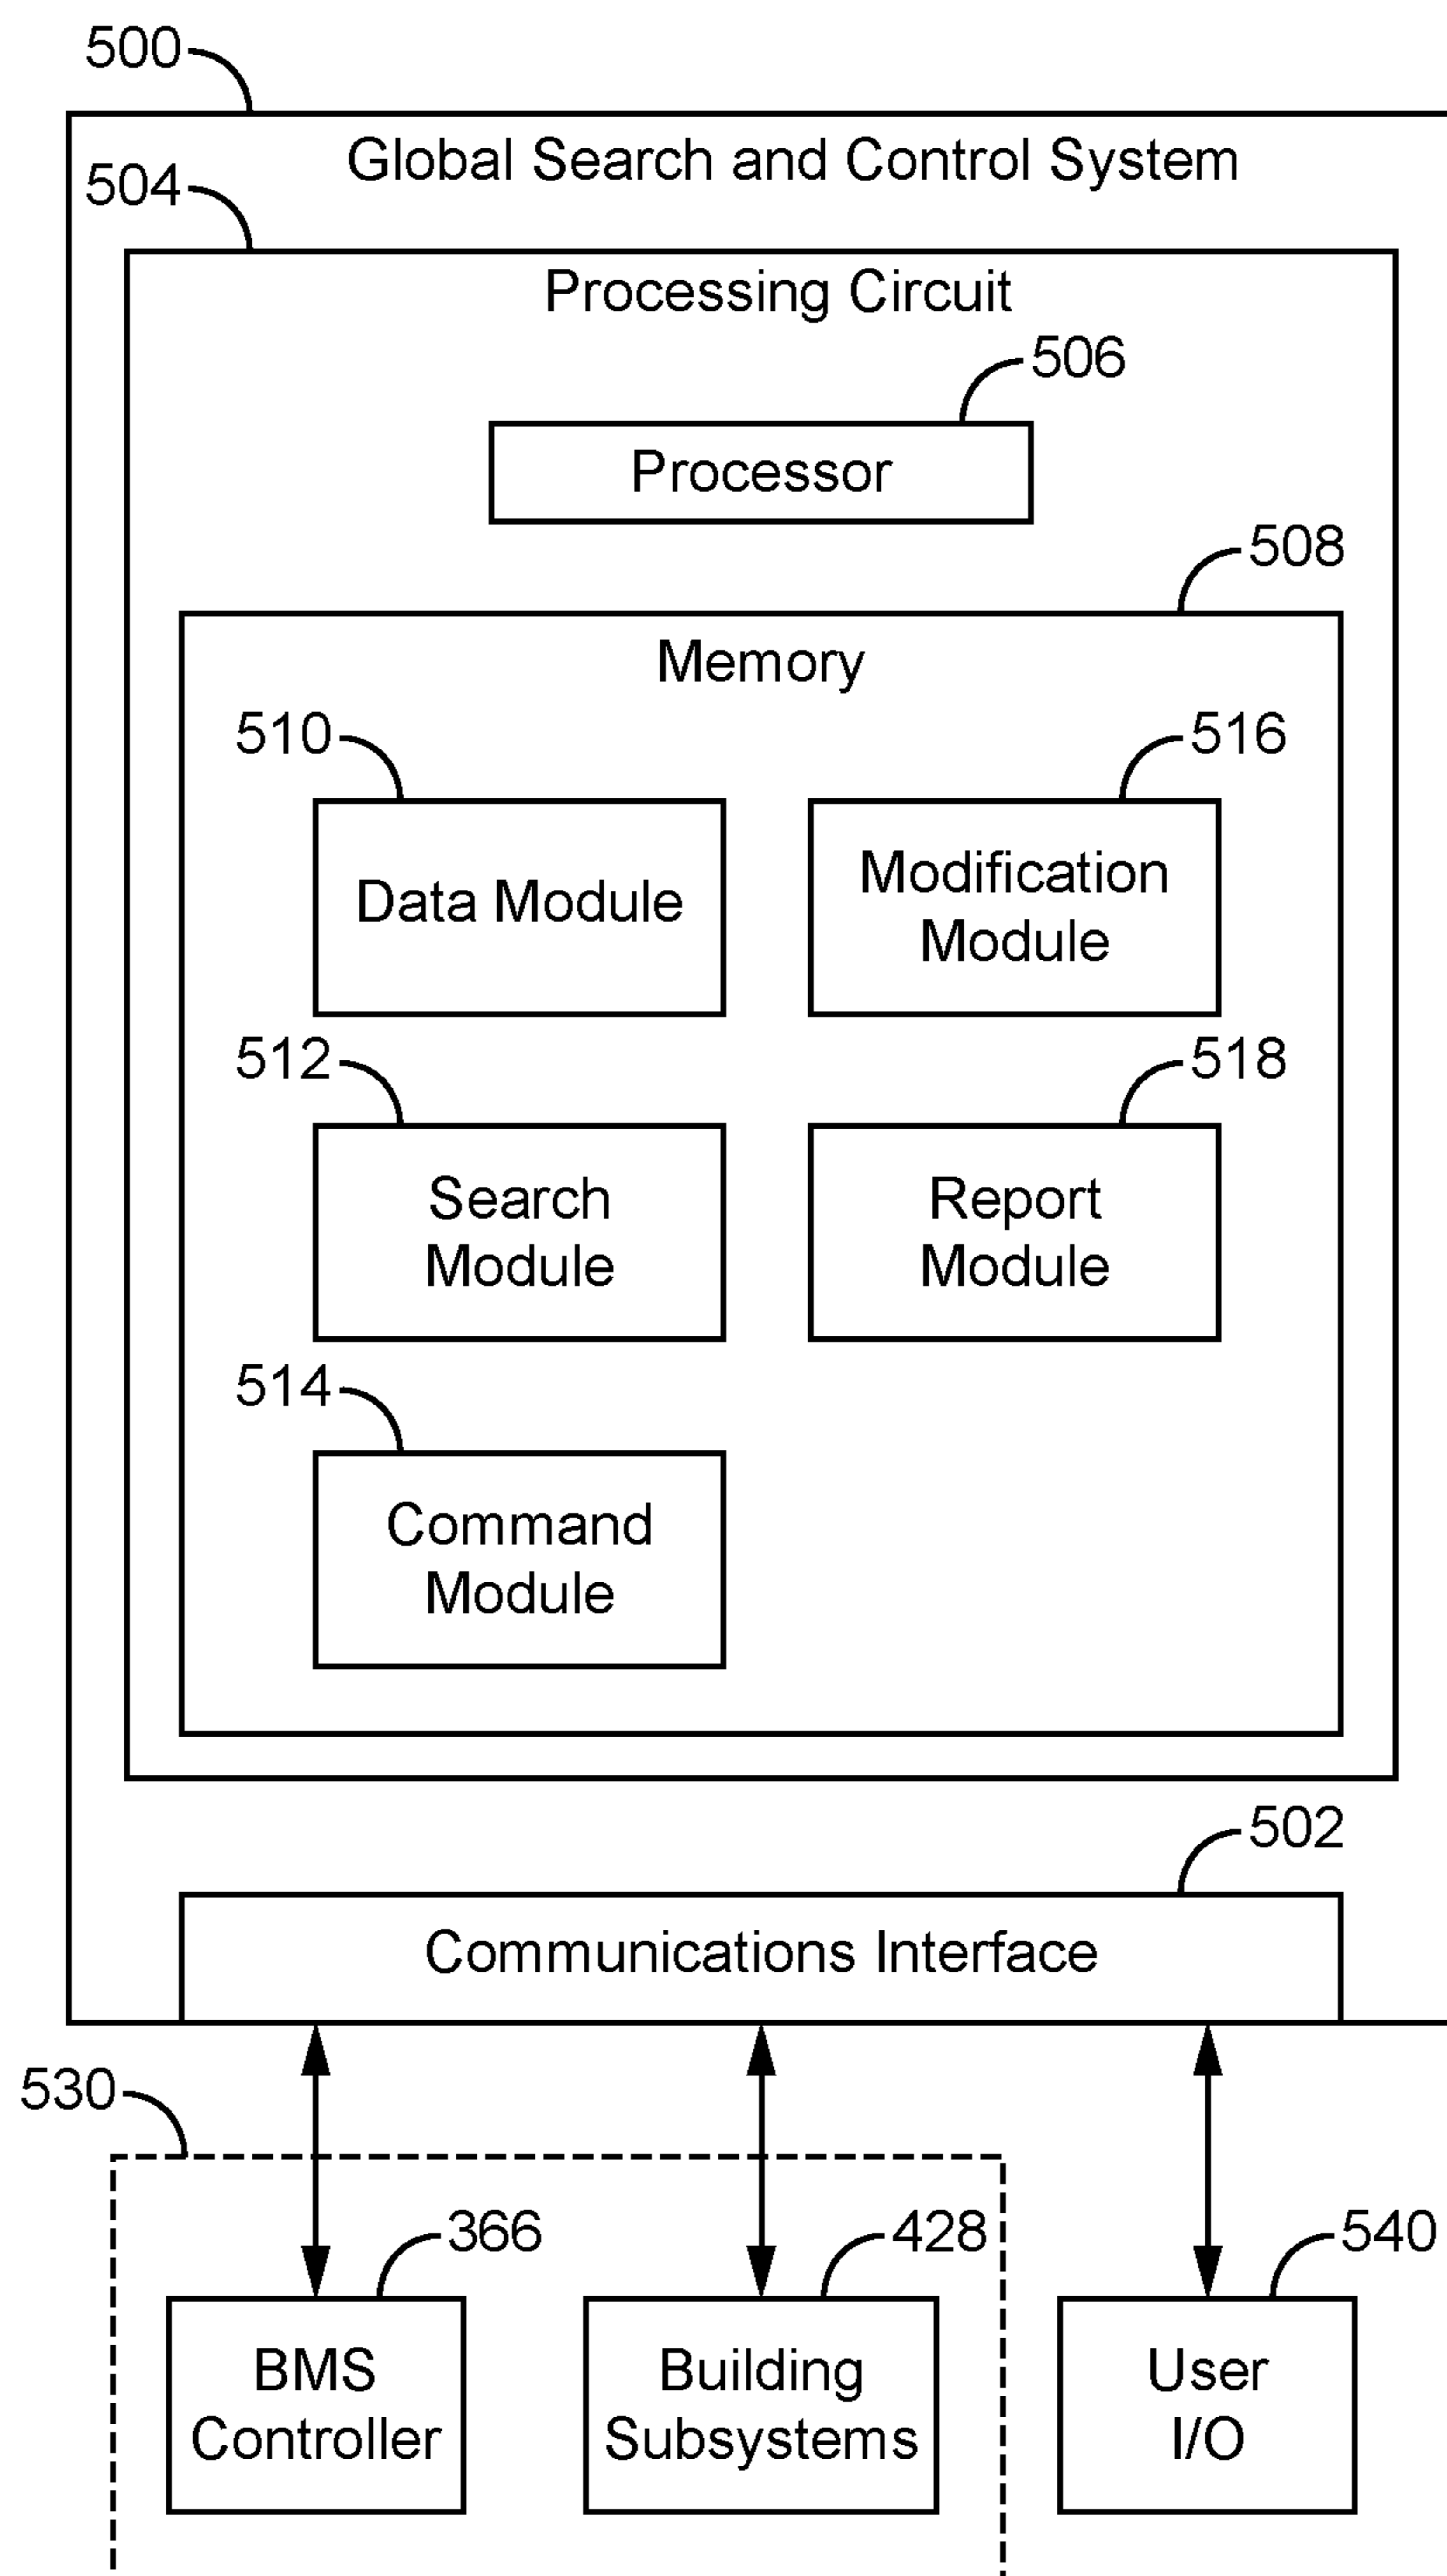 500
Global Search and Control System
504
Processing Circuit
506
Processor
508
Memory
510
516
Data Module
Modification
Module
512
518
Search
Module
Report
Module
514
Command
Module
502
Communications Interface
530
366
428
540
BMS
Controller
Building
Subsystems
User
I/O